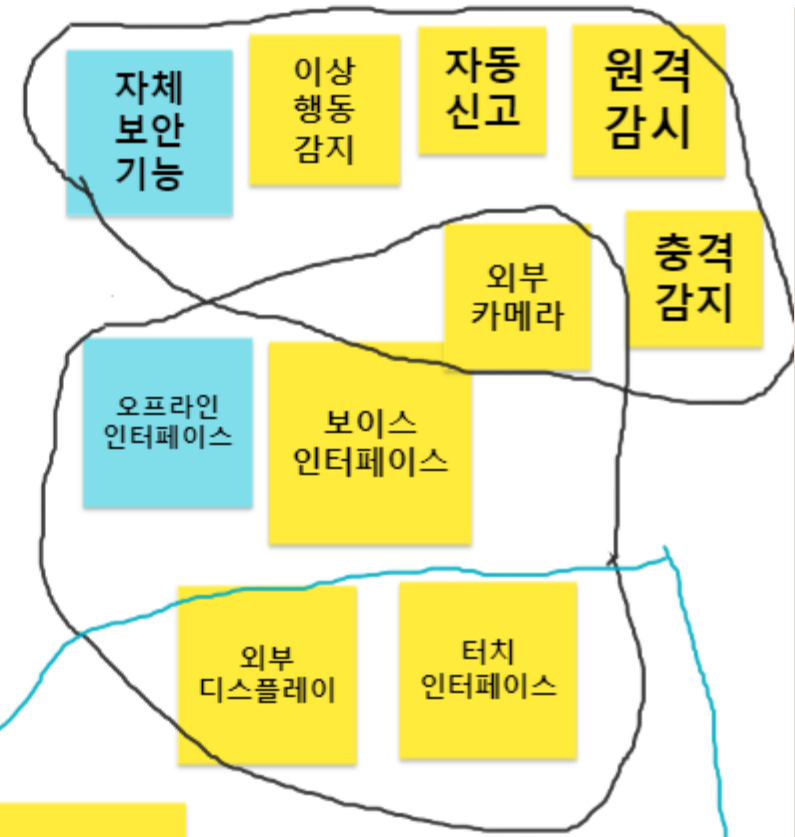 자체
보안
기능
이상
행동
감지
자동
신고
원격
감시
외부
카메라
충격
감지
오프라인
인터페이스
보이스
인터페이스
외부
디스플레이
터치
인터페이스